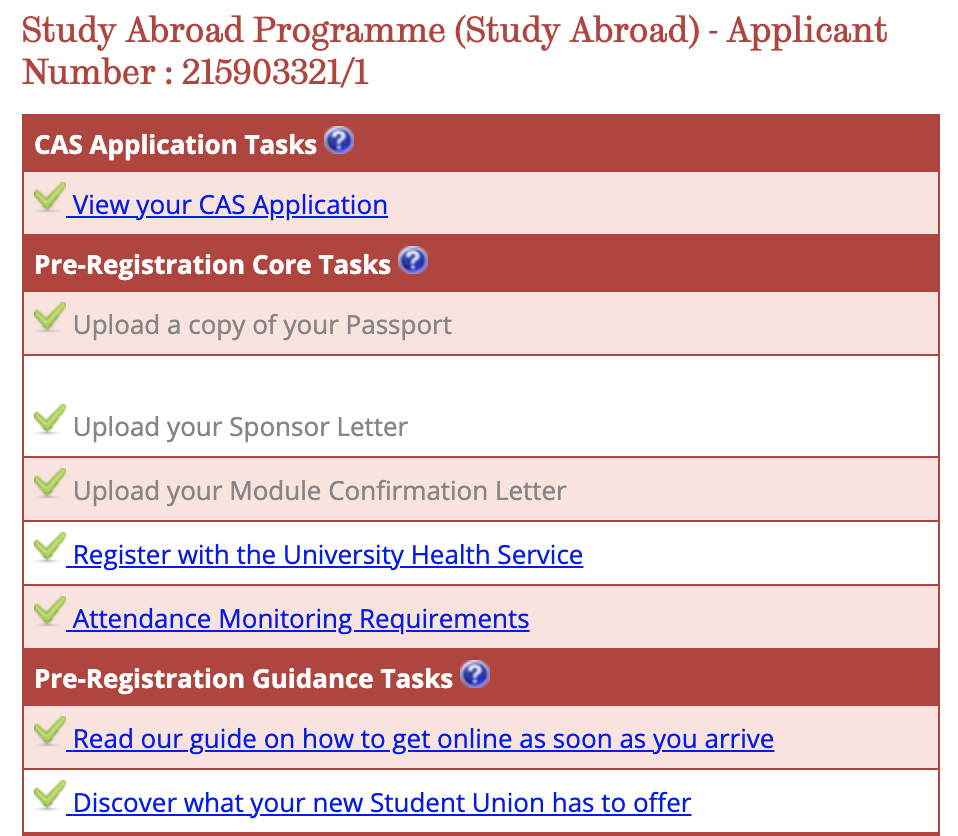 Study Abroad Programme (Study Abroad) - Applicant
Number : 215903321/1
CAS Application Tasks ?
View your CAS Application
Pre-Registration Core Tasks ?
Upload a copy of your Passport
Upload your Sponsor Letter
Upload your Module Confirmation Letter
Register with the University Health Service
Attendance Monitoring Requirements
Pre-Registration Guidance Tasks ?
Read our guide on how to get online as soon as you arrive
Discover what your new Student Union has to offer